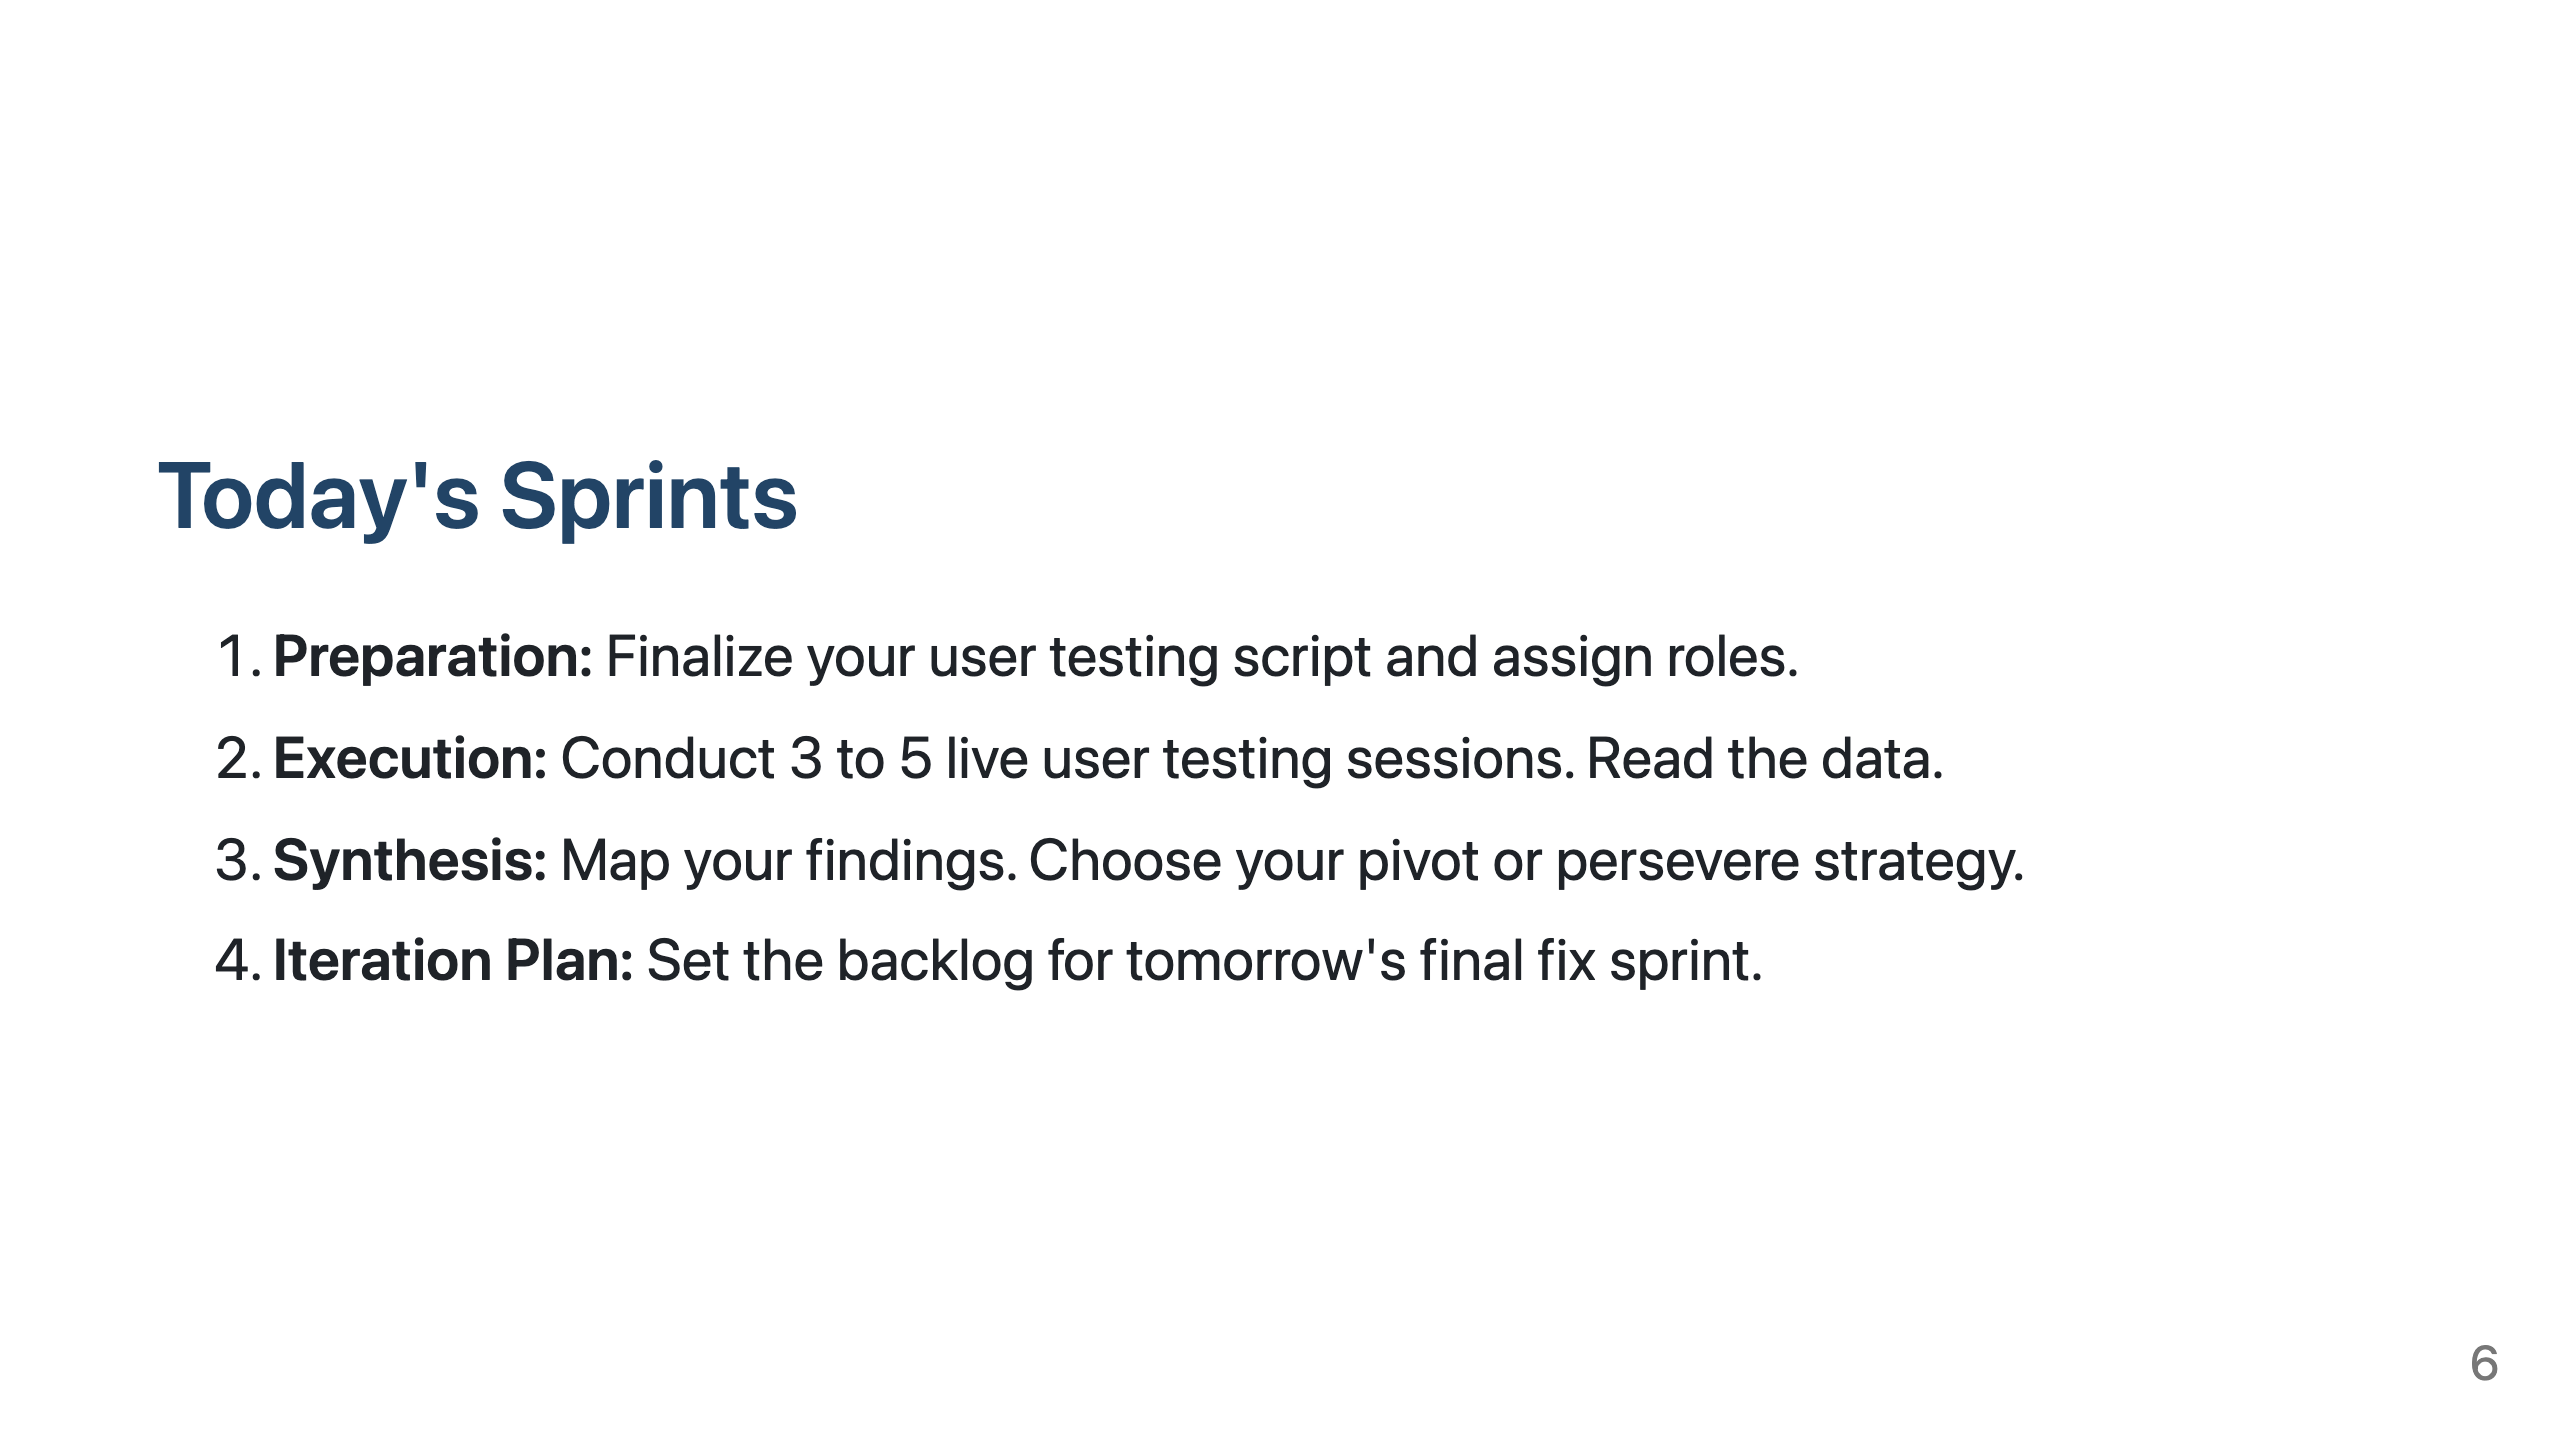 Today's Sprints
1. Preparation: Finalize your user testing script and assign roles.
2. Execution: Conduct 3 to 5 live user testing sessions. Read the data.
3. Synthesis: Map your findings. Choose your pivot or persevere strategy.
4. Iteration Plan: Set the backlog for tomorrow's final fix sprint.
6